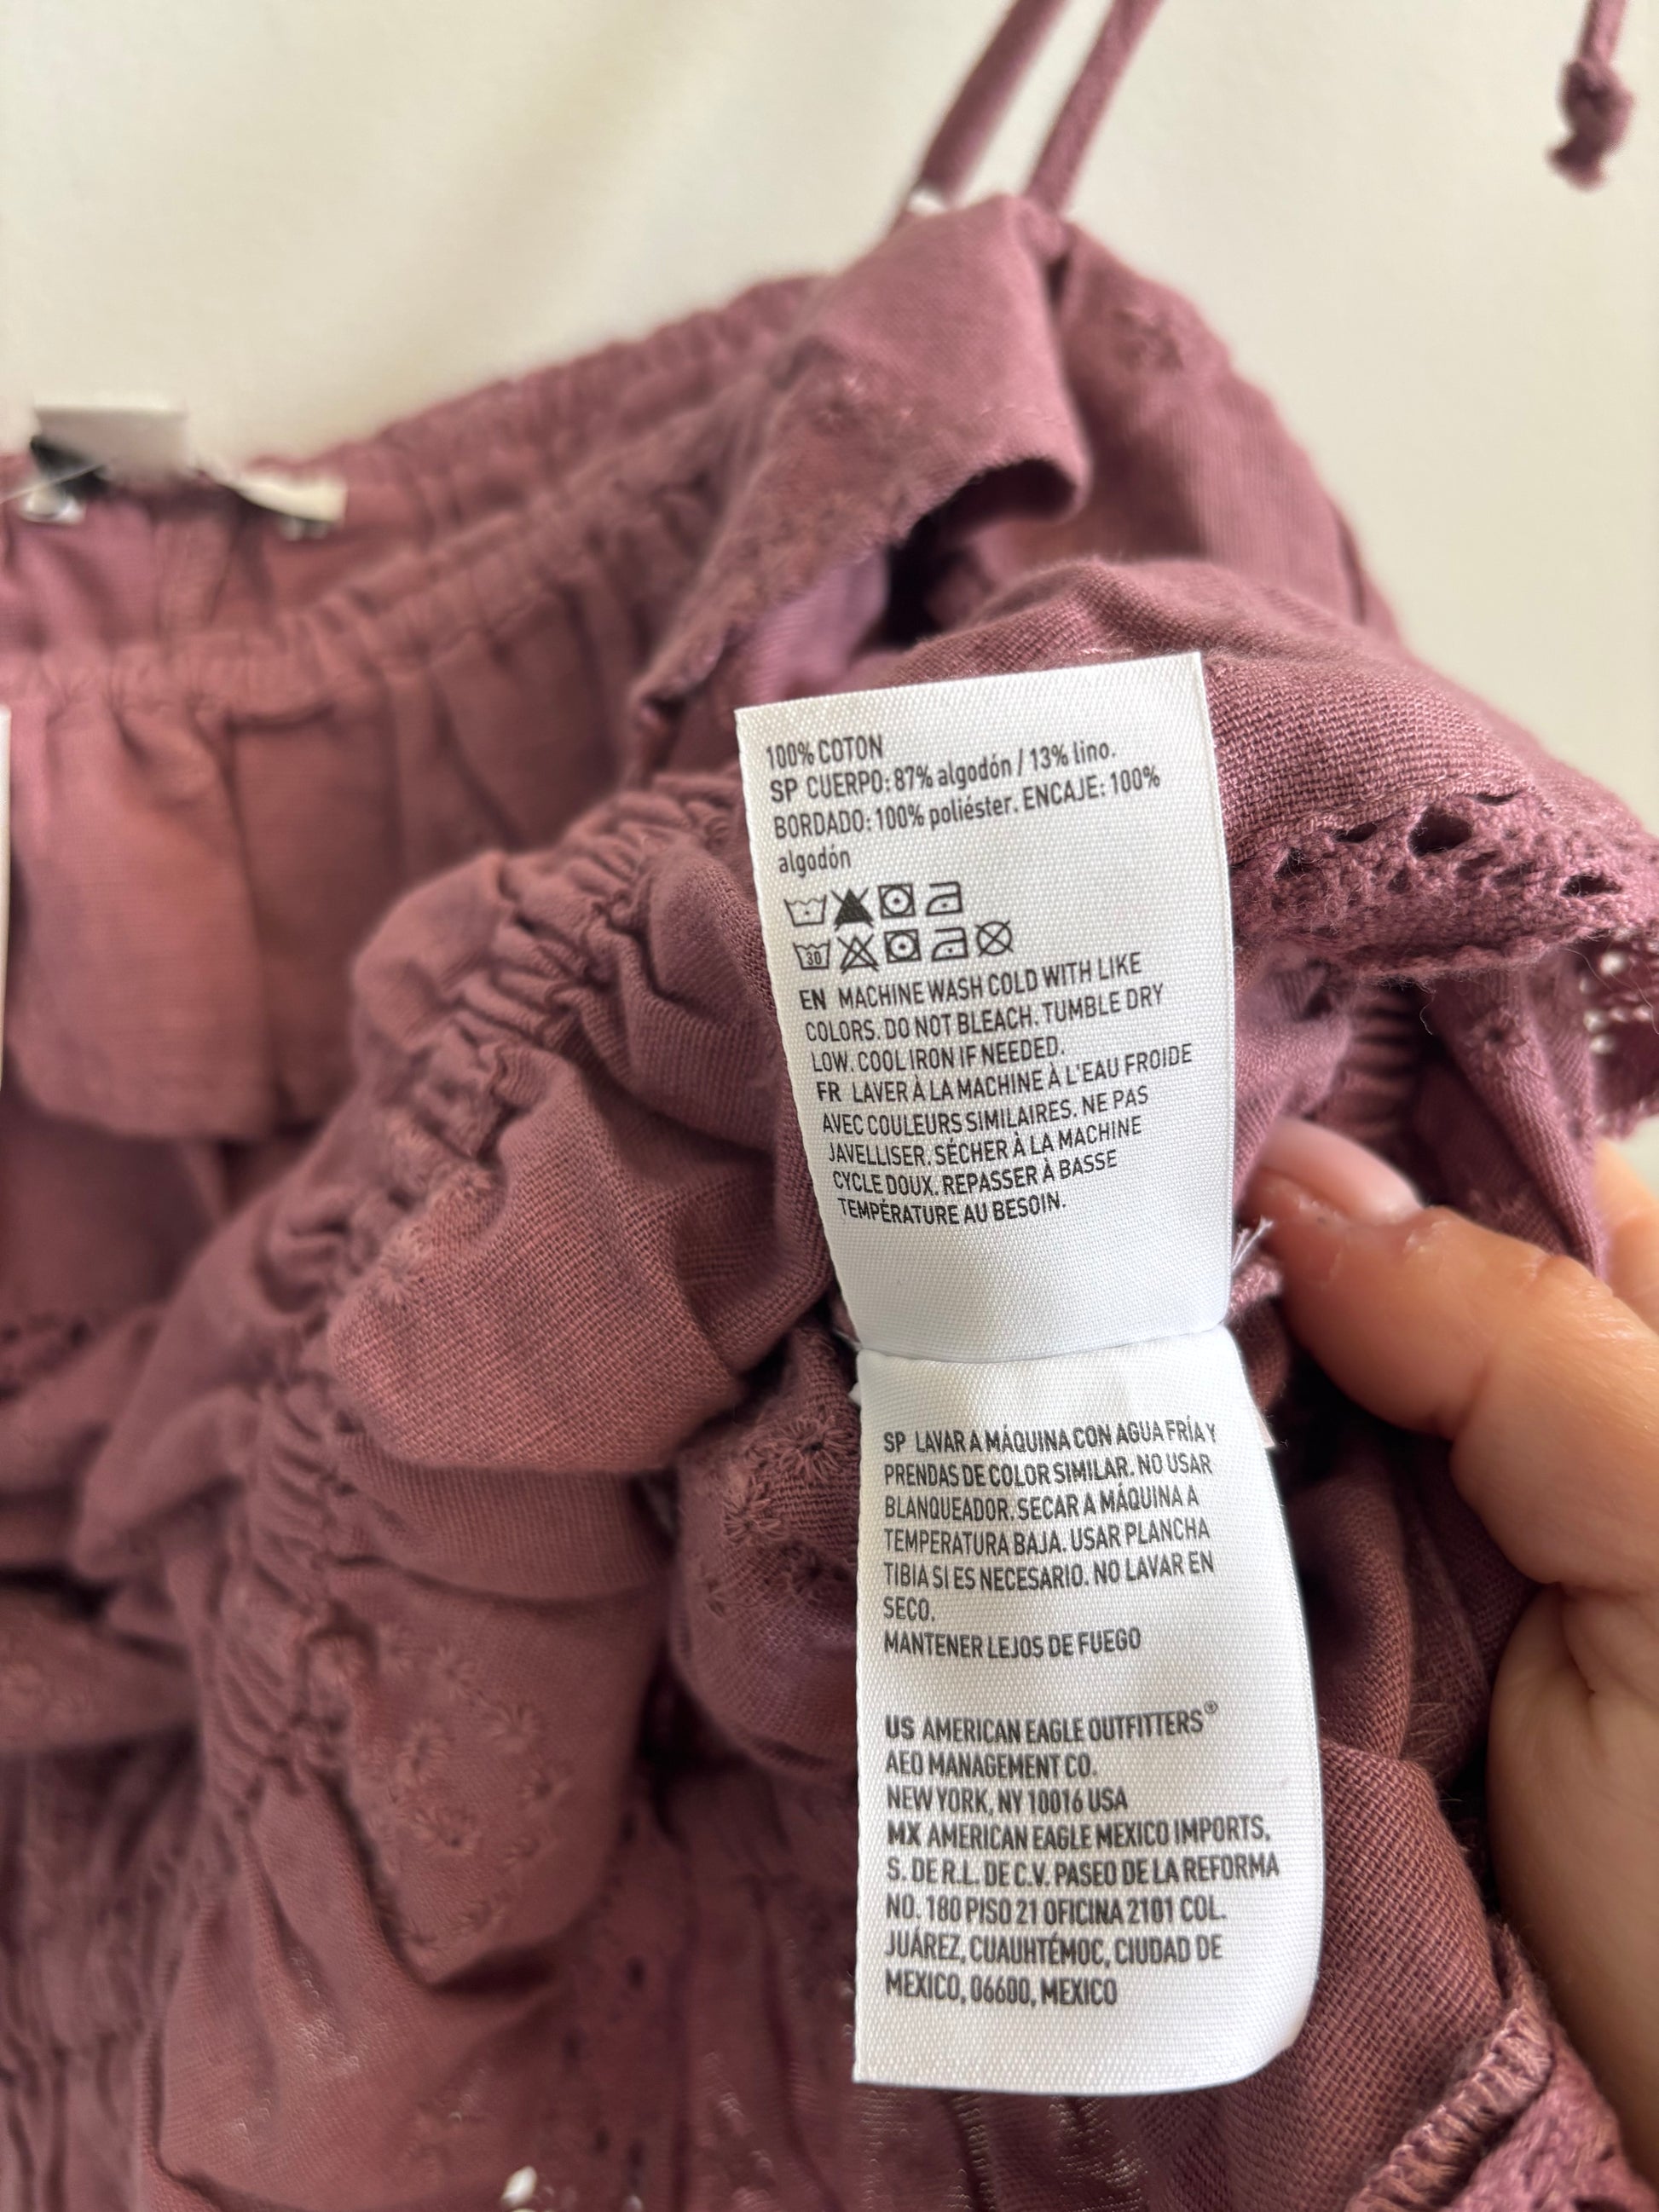 100% COTON
SP CUERPO: 87% algodón / 13% lino.
BORDADO: 100% poliéster. ENCAJE: 100%
algodón
30
EN MACHINE WASH COLD WITH LIKE
COLORS. DO NOT BLEACH. TUMBLE DRY
LOW. COOL IRON IF NEEDED.
FR LAVER À LA MACHINE À L'EAU FROIDE
AVEC COULEURS SIMILAIRES. NE PAS
JAVELLISER. SÉCHER À LA MACHINE
CYCLE DOUX. REPASSER À BASSE
TEMPÉRATURE AU BESOIN.
SP LAVAR A MÁQUINA CON AGUA FRÍA Y
PRENDAS DE COLOR SIMILAR. NO USAR
BLANQUEADOR. SECAR A MÁQUINA A
TEMPERATURA BAJA. USAR PLANCHA
TIBIA SI ES NECESARIO. NO LAVAR EN
SECO.
MANTENER LEJOS DE FUEGO
US AMERICAN EAGLE OUTFITTERS®
AEO MANAGEMENT CO.
NEW YORK, NY 10016 USA
MX AMERICAN EAGLE MEXICO IMPORTS,
S. DE R.L. DE C.V. PASEO DE LA REFORMA
NO. 180 PISO 21 OFICINA 2101 COL.
JUÁREZ, CUAUHTÉMOC, CIUDAD DE
MEXICO, 06600, MEXICO